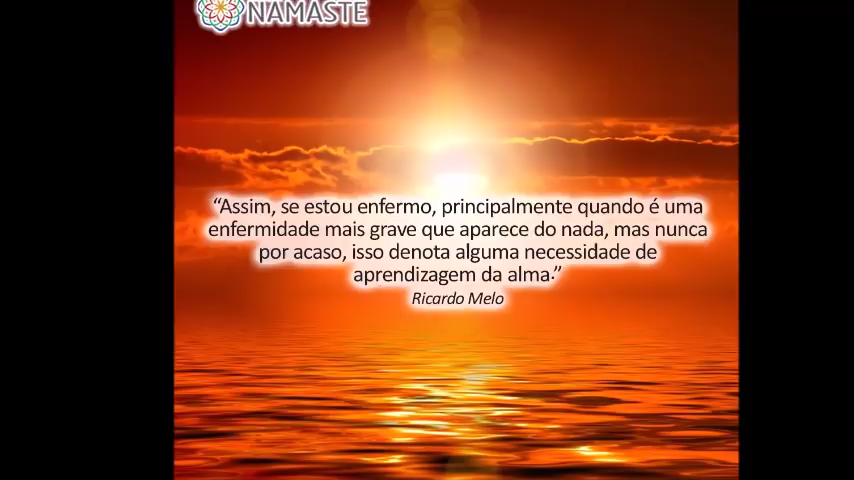 NAMASTE
“Assim, se estou enfermo, principalmente quando é uma
enfermidade mais grave que aparece do nada, mas nunca
por acaso, isso denota alguma necessidade de
aprendizagem da alma.”
Ricardo Melo